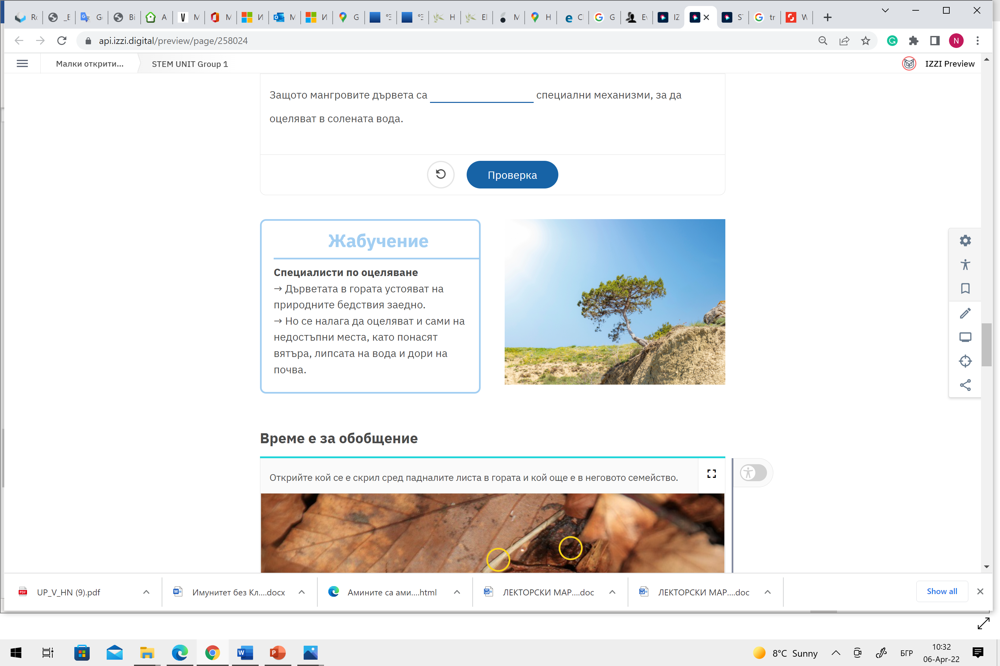 api.izzi.digital/preview/page/258024
Малки открити...
STEM UNIT Group 1
IZZI Preview
Защото мангровите дървета са специални механизми, за да
оцеляват в солената вода.
Проверка
Жабучение
Специалисти по оцеляване
→ Дърветата в гората устояват на
природните бедствия заедно.
→ Но се налага да оцеляват и сами на
недостъпни места, като понасят
вятъра, липсата на вода и дори на
почва.
Време е за обобщение
Открийте кой се е скрил сред падналите листа в гората и кой още е в неговото семейство.
UP_V_HN (9).pdf
Имунитет без Кл....docx
Амините са ами....html
ЛЕКТОРСКИ МАР....doc
ЛЕКТОРСКИ МАР....doc
Show all
8°C Sunny
БГР
10:32
06-Apr-22